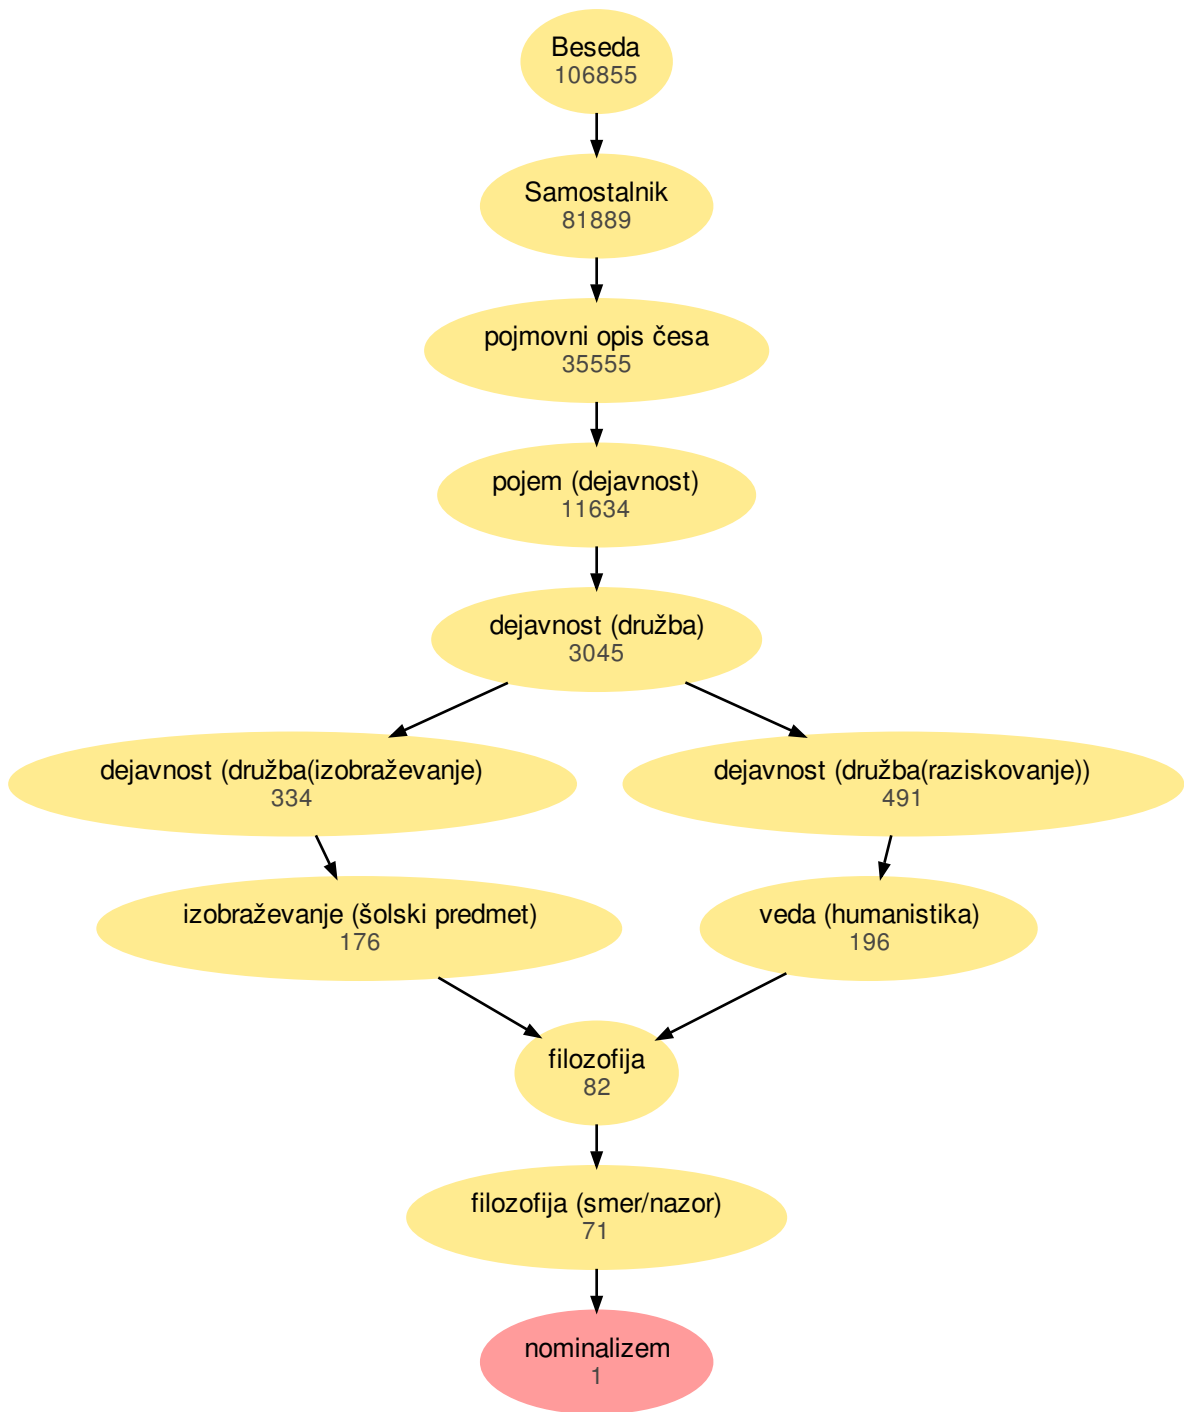 Beseda
106855
Samostalnik
81889
pojmovni opis česa
35555
pojem (dejavnost)
11634
dejavnost (družba)
3045
dejavnost (družba(izobraževanje)
334
dejavnost (družba(raziskovanje))
491
izobraževanje (šolski predmet)
176
veda (humanistika)
196
filozofija
82
filozofija (smer/nazor)
71
nominalizem
1